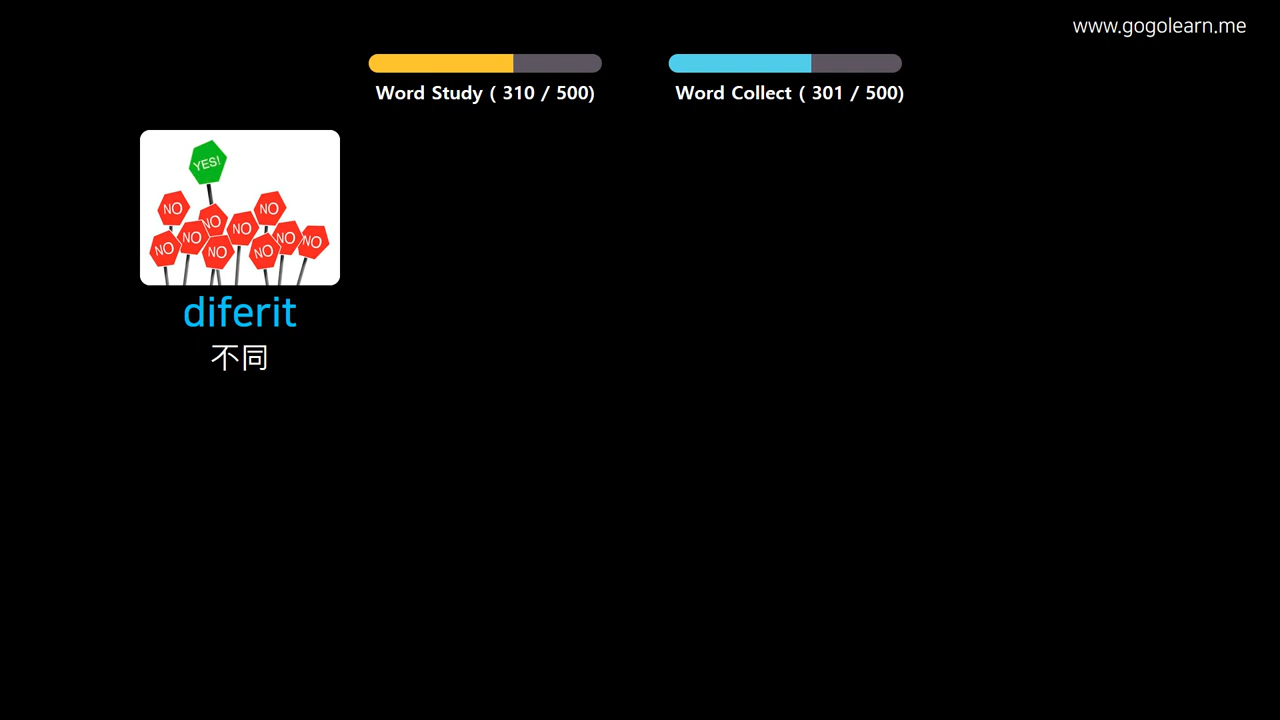 www.gogolearn.me
Word Study ( 310 / 500)
Word Collect ( 301 / 500)
YES!
NO
NO
NO
NO
NO
NO
NO
NO
NO
NO
diferit
不同